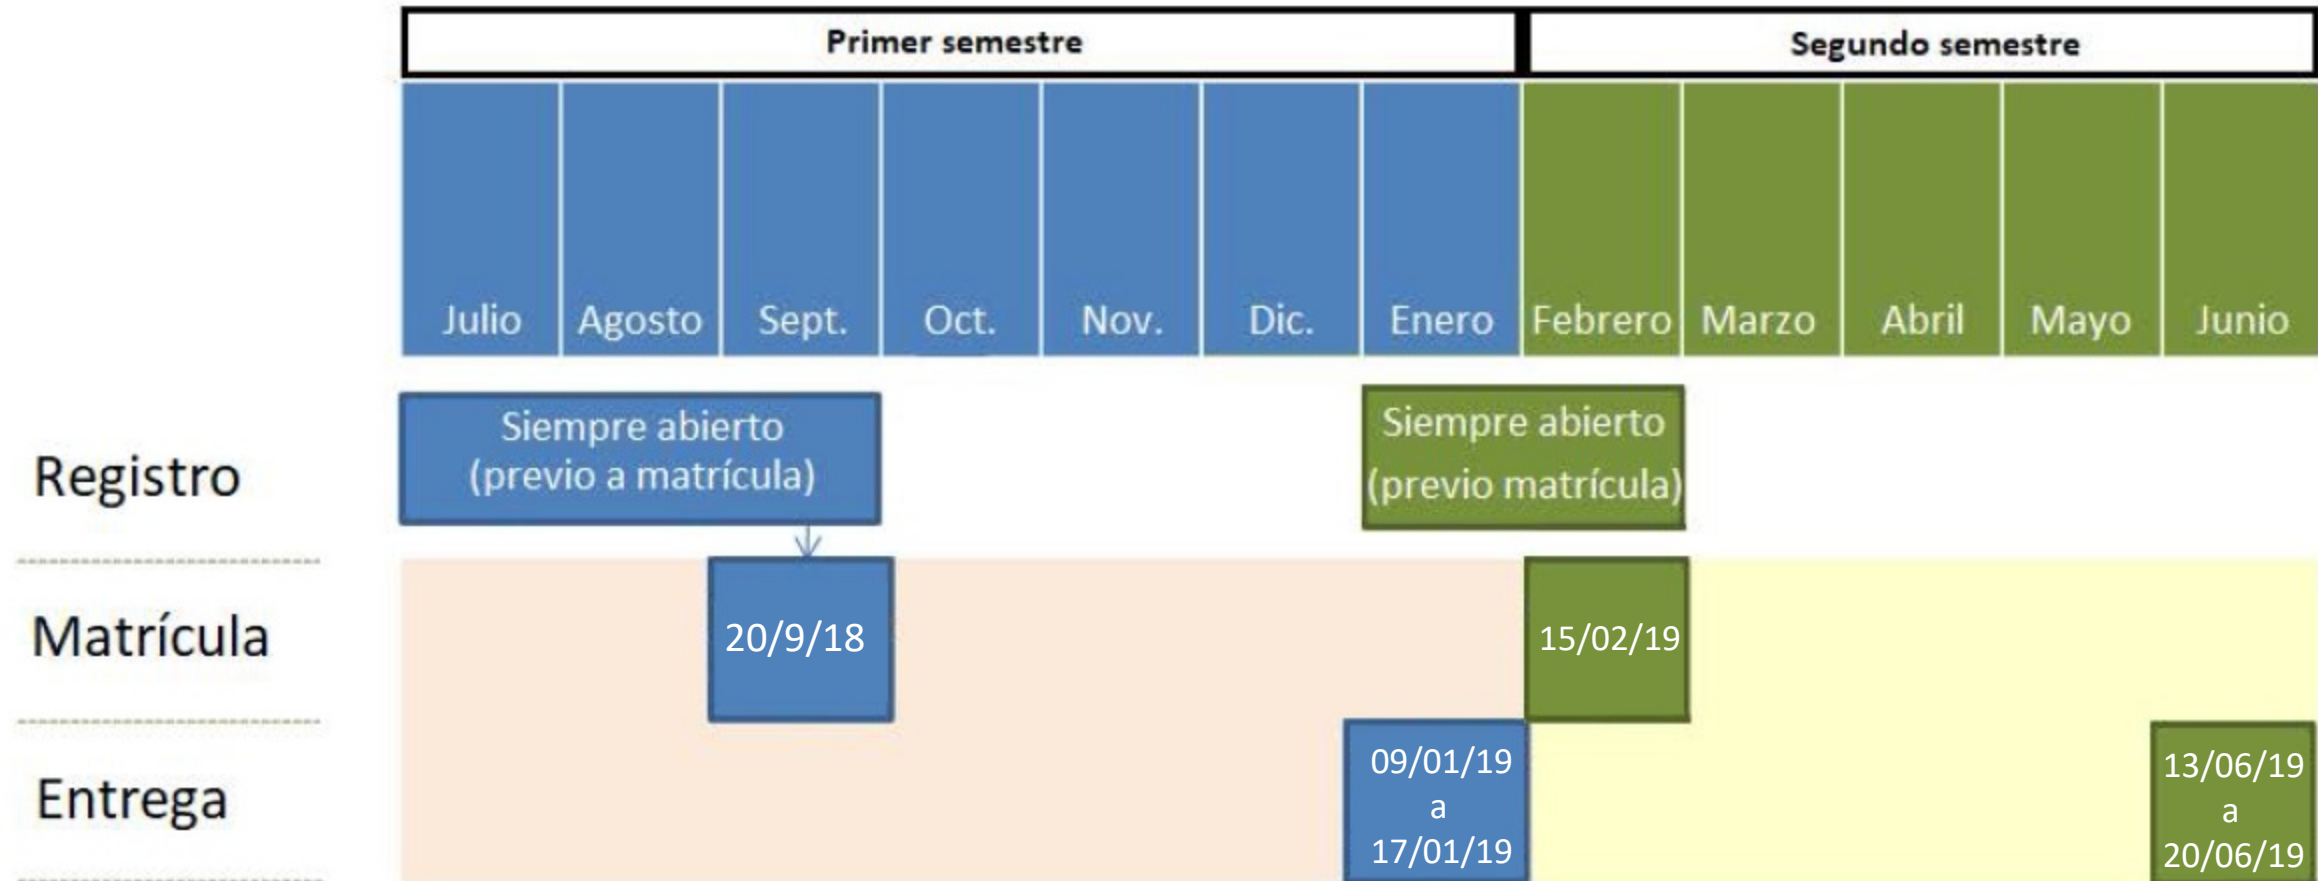 Primer semestre
Segundo semestre
Julio
Agosto
Sept.
Oct.
Nov.
Dic.
Enero
Febrero
Marzo
Abril
Mayo
Junio
Registro
Siempre abierto
(previo a matrícula)
Siempre abierto
(previo matrícula)
Matrícula
20/9/18
15/02/19
Entrega
09/01/19
a
17/01/19
13/06/19
a
20/06/19